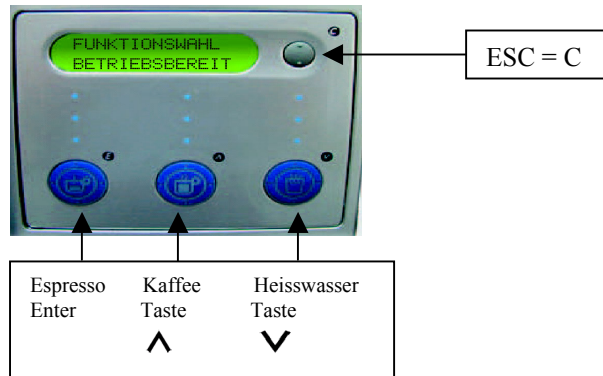 FUNKTIONSWAHL
BETRIEBSBEREIT
C
ESC = C
E
A
V
Espresso Kaffee Heisswasser
Enter Taste Taste